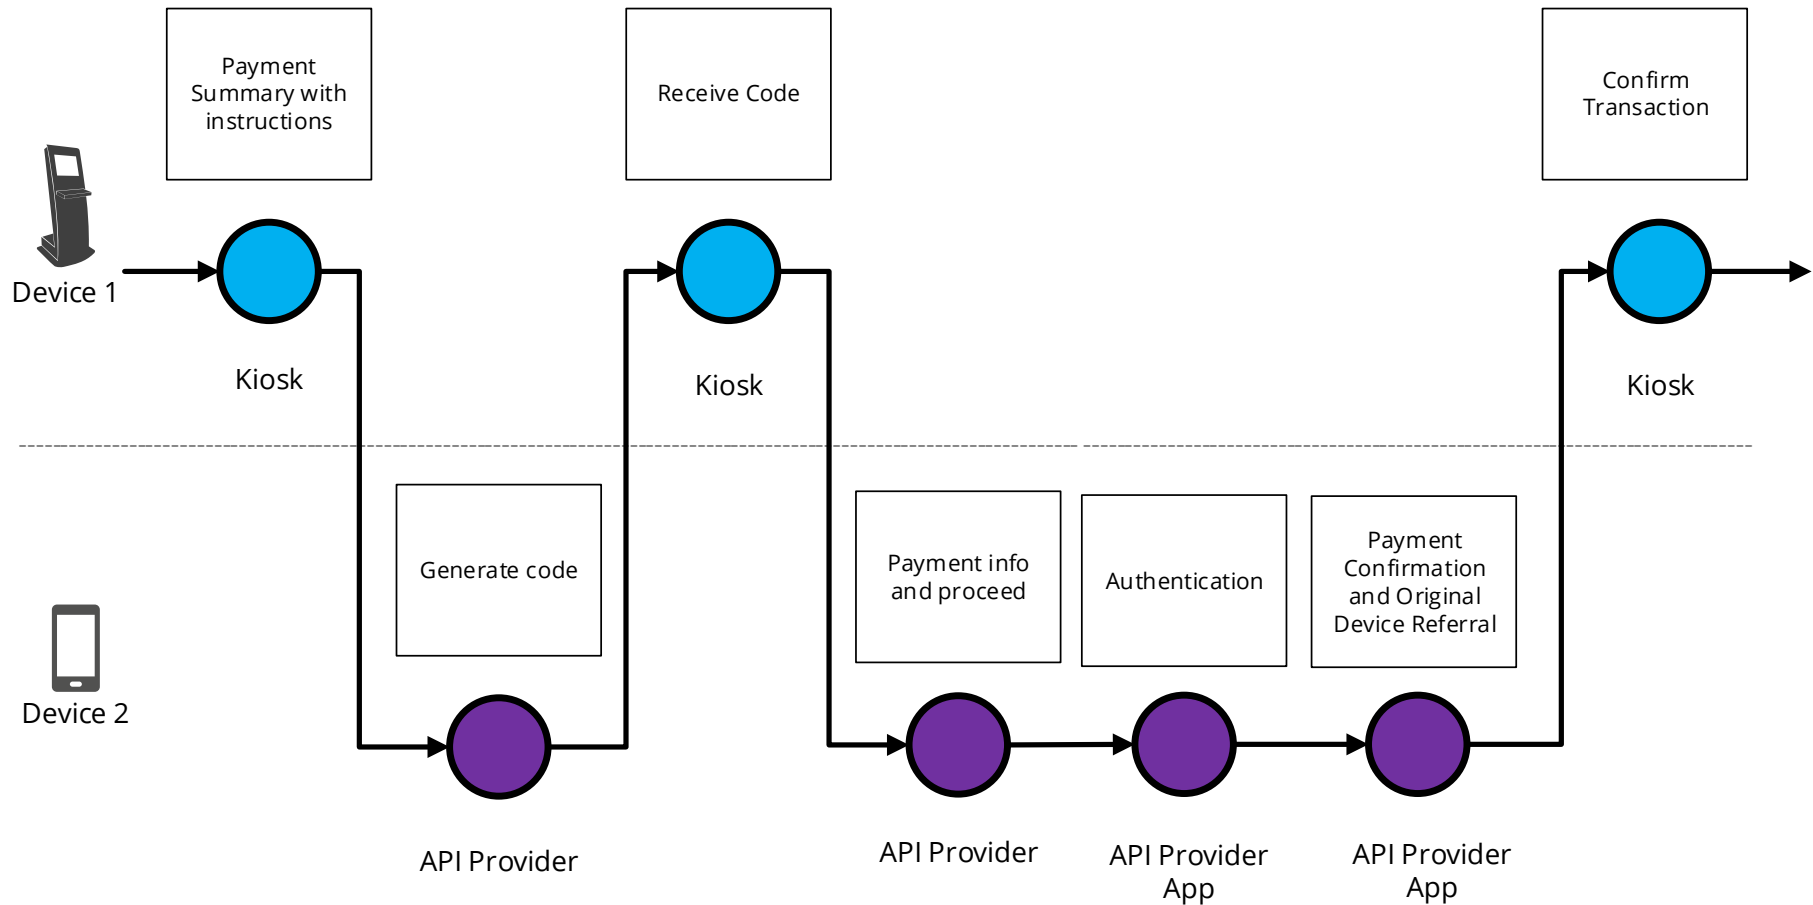 Payment
Summary with
instructions
Receive Code
Confirm
Transaction
Device 1
Kiosk
Kiosk
Kiosk
Generate code
Payment info
and proceed
Authentication
Payment
Confirmation
and Original
Device Referral
Device 2
API Provider
API Provider
API Provider
App
API Provider
App